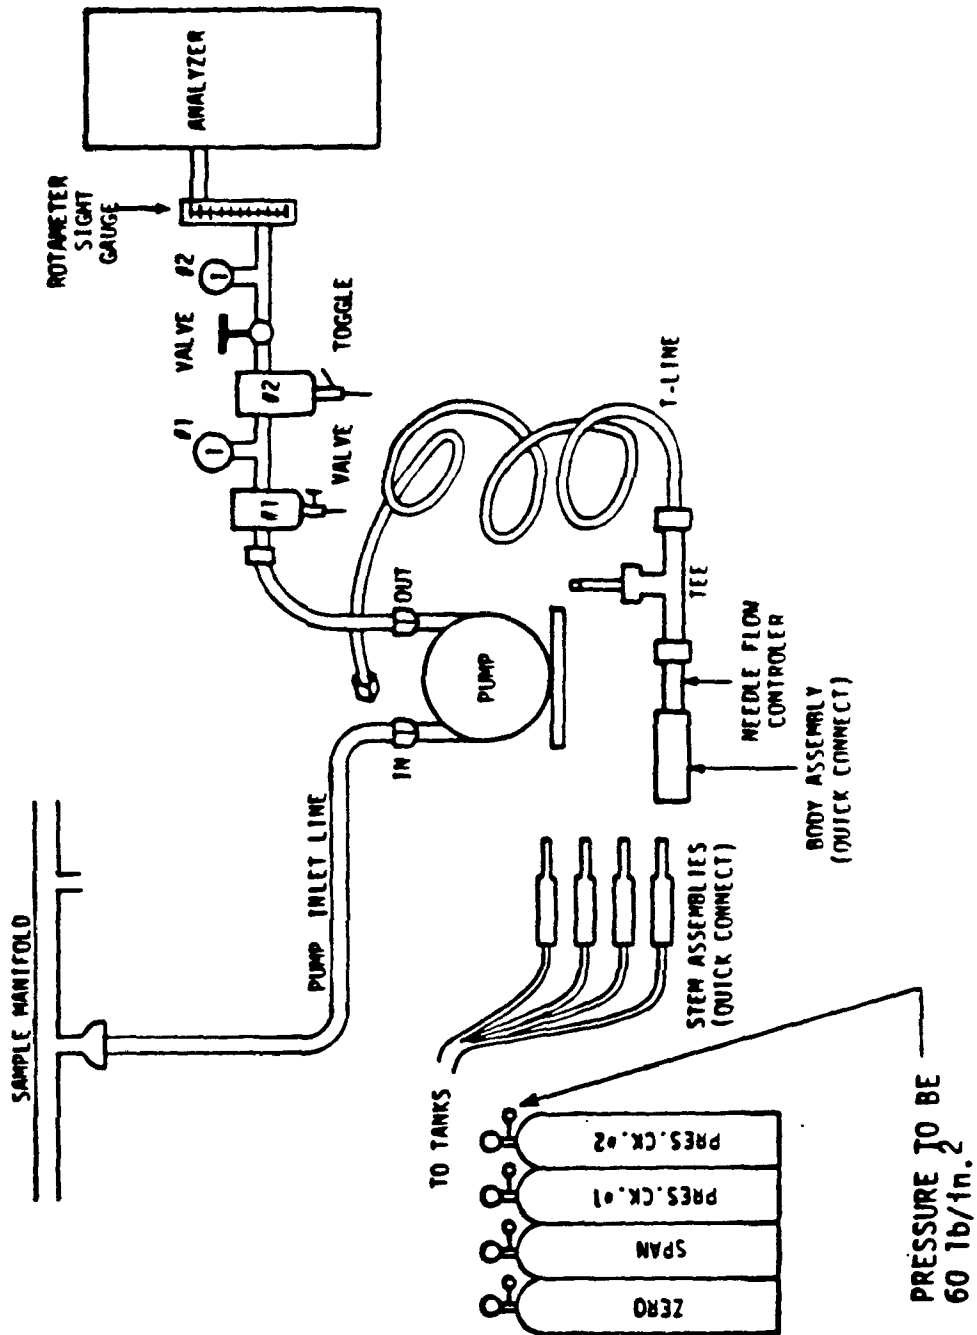 SAMPLE MANIFOLD
PUMP INLET LINE
IN
OUT
PUMP
ROTAMETER
SIGHT
GAUGE
ANALYZER
#1
VALVE
#2
#1
VALVE
#2
TOGGLE
TO TANKS
STEM ASSEMBLIES
(QUICK CONNECT)
BODY ASSEMBLY
(QUICK CONNECT)
NEEDLE FLOW
CONTROLER
TEE
T-LINE
ZERO
SPAN
PRES.CK.#1
PRES.CK.#2
PRESSURE TO BE
60 lb/in.2